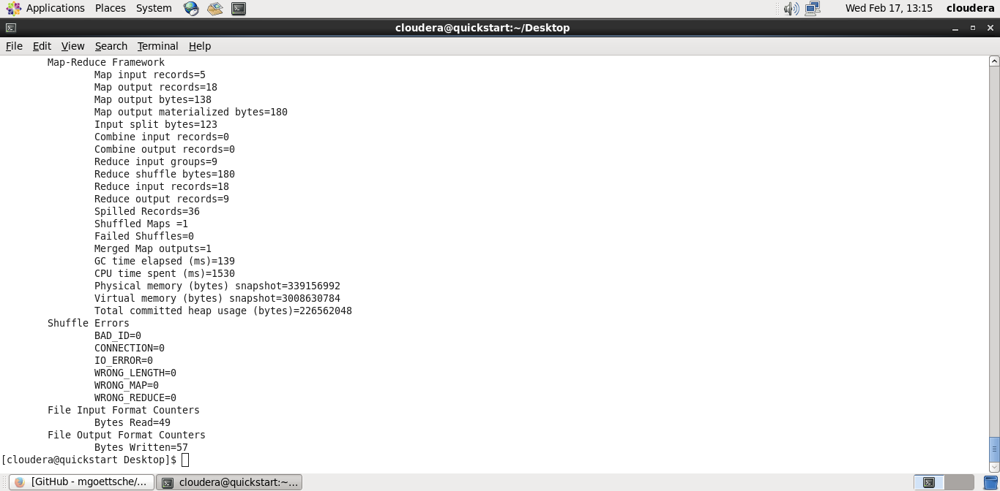 Applications Places System Wed Feb 17, 13:15 cloudera
cloudera@quickstart:~/Desktop
File Edit View Search Terminal Help
Map-Reduce Framework
Map input records=5
Map output records=18
Map output bytes=138
Map output materialized bytes=180
Input split bytes=123
Combine input records=0
Combine output records=0
Reduce input groups=9
Reduce shuffle bytes=180
Reduce input records=18
Reduce output records=9
Spilled Records=36
Shuffled Maps =1
Failed Shuffles=0
Merged Map outputs=1
GC time elapsed (ms)=139
CPU time spent (ms)=1530
Physical memory (bytes) snapshot=339156992
Virtual memory (bytes) snapshot=3008630784
Total committed heap usage (bytes)=226562048
Shuffle Errors
BAD_ID=0
CONNECTION=0
IO_ERROR=0
WRONG_LENGTH=0
WRONG_MAP=0
WRONG_REDUCE=0
File Input Format Counters
Bytes Read=49
File Output Format Counters
Bytes Written=57
[cloudera@quickstart Desktop]$
[GitHub - mgoettsche/... cloudera@quickstart:~...